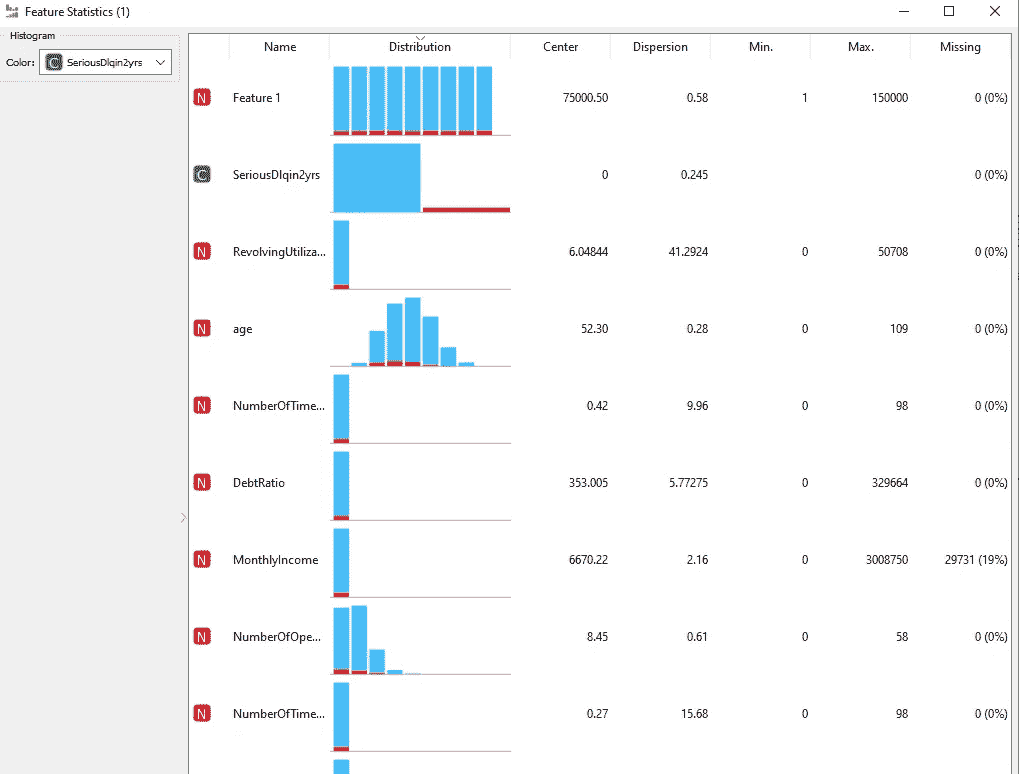 Feature Statistics (1)
Histogram
Color: C SeriousDlqin2yrs
Name Distribution Center Dispersion Min. Max. Missing
N Feature 1 75000.50 0.58 1 150000 0 (0%)
C SeriousDlqin2yrs 0 0.245 0 (0%)
N RevolvingUtiliza... 6.04844 41.2924 0 50708 0 (0%)
N age 52.30 0.28 0 109 0 (0%)
N NumberOfTime... 0.42 9.96 0 98 0 (0%)
N DebtRatio 353.005 5.77275 0 329664 0 (0%)
N MonthlyIncome 6670.22 2.16 0 3008750 29731 (19%)
N NumberOfOpe... 8.45 0.61 0 58 0 (0%)
N NumberOfTime... 0.27 15.68 0 98 0 (0%)